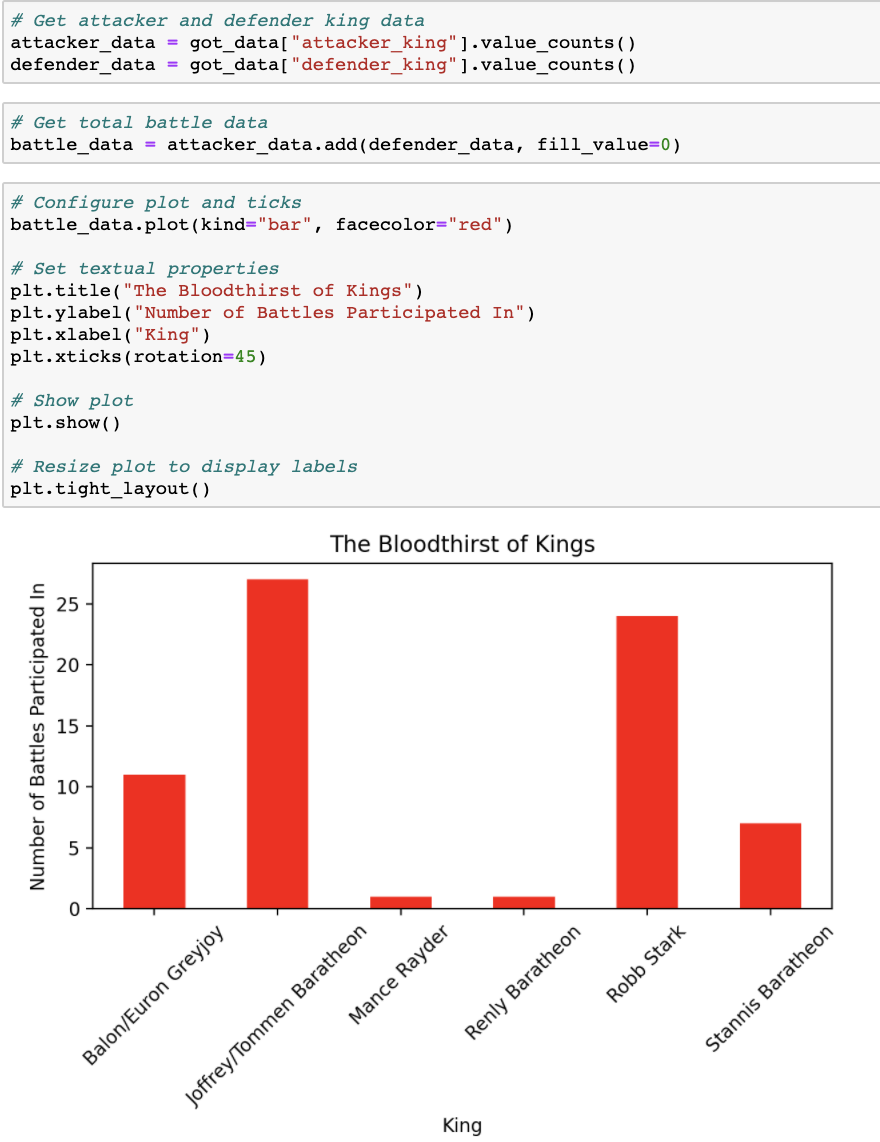 # Get attacker and defender king data
attacker_data = got_data["attacker_king"].value_counts()
defender_data = got_data["defender_king"].value_counts()
# Get total battle data
battle_data = attacker_data.add(defender_data, fill_value=0)
# Configure plot and ticks
battle_data.plot(kind="bar", facecolor="red")
# Set textual properties
plt.title("The Bloodthirst of Kings")
plt.ylabel("Number of Battles Participated In")
plt.xlabel("King")
plt.xticks(rotation=45)
# Show plot
plt.show()
# Resize plot to display labels
plt.tight_layout()
The Bloodthirst of Kings
Number of Battles Participated In
25
20
15
10
5
0
Balon/Euron Greyjoy
Joffrey/Tommen Baratheon
Mance Rayder
Renly Baratheon
Robb Stark
Stannis Baratheon
King